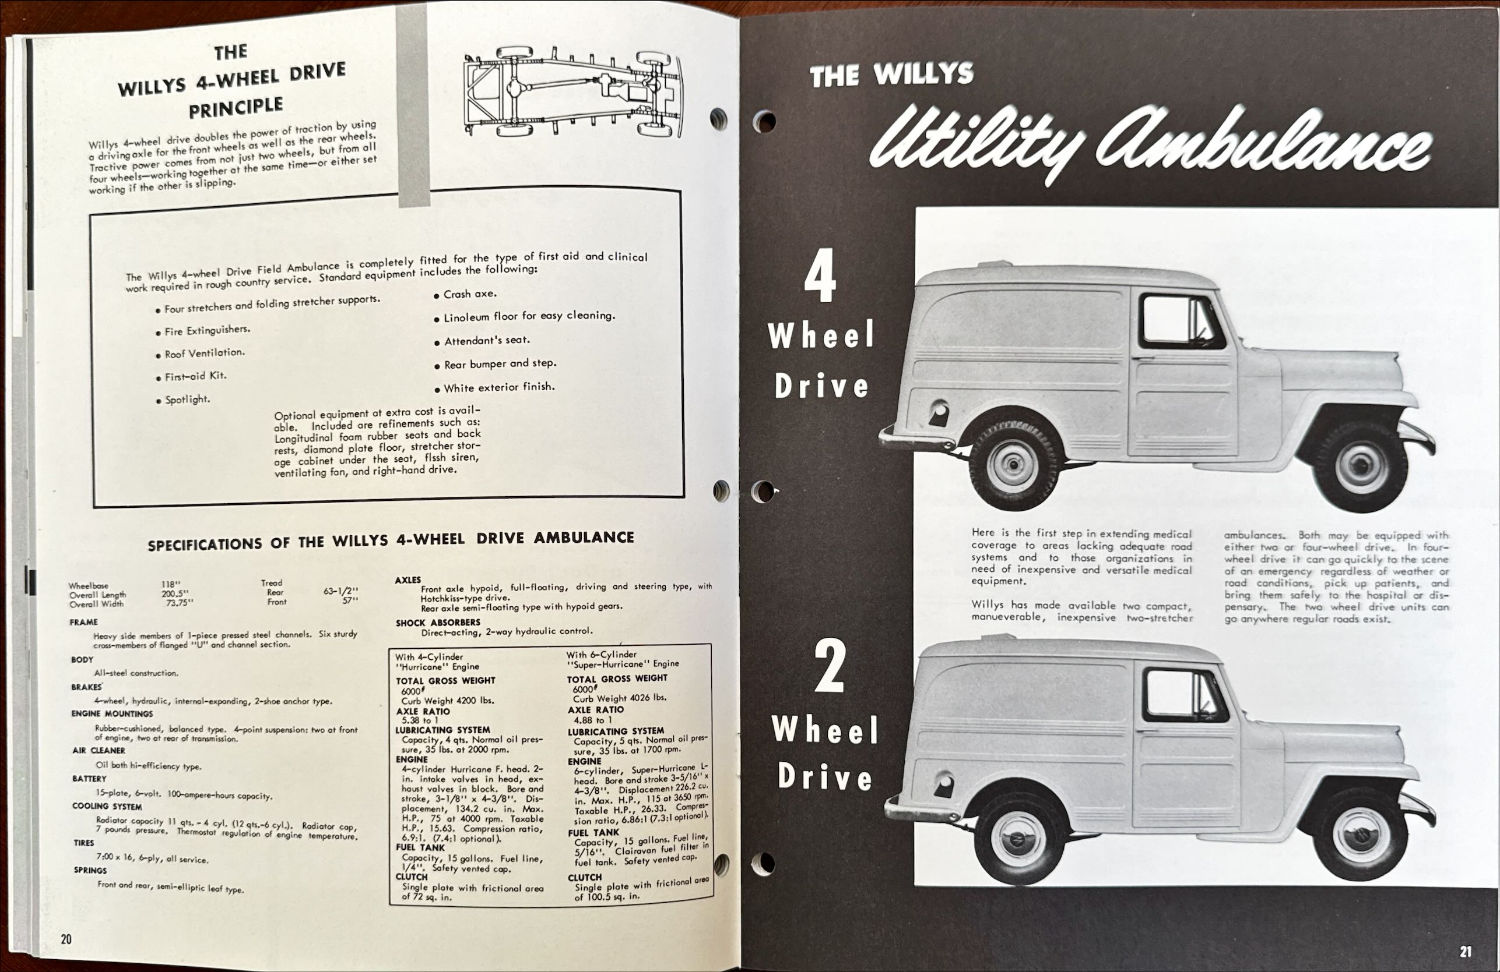 THE
WILLYS 4-WHEEL DRIVE
PRINCIPLE
Willys 4-wheel drive doubles the power of traction by using
a driving axle for the front wheels as well as the rear wheels.
Tractive power comes from not just two wheels, but from all
four wheels—working together at the same time—or either set
working if the other is slipping.
The Willys 4-wheel Drive Field Ambulance is completely fitted for the type of first aid and clinical
work required in rough country service. Standard equipment includes the following:
• Four stretchers and folding stretcher supports.
• Fire Extinguishers.
• Roof Ventilation.
• First-aid Kit.
• Spotlight.
• Crash axe.
• Linoleum floor for easy cleaning.
• Attendant's seat.
• Rear bumper and step.
• White exterior finish.
Optional equipment at extra cost is avail-
able. Included are refinements such as:
Longitudinal foam rubber seats and back
rests, diamond plate floor, stretcher stor-
age cabinet under the seat, flssh siren,
ventilating fan, and right-hand drive.
SPECIFICATIONS OF THE WILLYS 4-WHEEL DRIVE AMBULANCE
Wheelbase 118" Tread
Overall Length 200.5" Rear 63-1/2"
Overall Width 73.75" Front 57"
FRAME
Heavy side members of 1-piece pressed steel channels. Six sturdy
cross-members of flanged "U" and channel section.
BODY
All-steel construction.
BRAKES
4-wheel, hydraulic, internal-expanding, 2-shoe anchor type.
ENGINE MOUNTINGS
Rubber-cushioned, balanced type. 4-point suspension: two at front
of engine, two at rear of transmission.
AIR CLEANER
Oil bath hi-efficiency type.
BATTERY
15-plate, 6-volt. 100-ampere-hours capacity.
COOLING SYSTEM
Radiator capacity 11 qts. - 4 cyl. (12 qts.-6 cyl.). Radiator cap,
7 pounds pressure. Thermostat regulation of engine temperature.
TIRES
7:00 x 16, 6-ply, all service.
SPRINGS
Front and rear, semi-elliptic leaf type.
AXLES
Front axle hypoid, full-floating, driving and steering type, with
Hotchkiss-type drive.
Rear axle semi-floating type with hypoid gears.
SHOCK ABSORBERS
Direct-acting, 2-way hydraulic control.
With 4-Cylinder
"Hurricane" Engine
TOTAL GROSS WEIGHT
6000#
Curb Weight 4200 lbs.
AXLE RATIO
5.38 to 1
LUBRICATING SYSTEM
Capacity, 4 qts. Normal oil pres-
sure, 35 lbs. at 2000 rpm.
ENGINE
4-cylinder Hurricane F. head. 2-
in. intake valves in head, ex-
haust valves in block. Bore and
stroke, 3-1/8" x 4-3/8". Dis-
placement, 134.2 cu. in. Max.
H.P., 75 at 4000 rpm. Taxable
H.P., 15.63. Compression ratio,
6.9:1. (7.4:1 optional).
FUEL TANK
Capacity, 15 gallons. Fuel line,
1/4". Safety vented cap.
CLUTCH
Single plate with frictional area
of 72 sq. in.
With 6-Cylinder
"Super-Hurricane" Engine
TOTAL GROSS WEIGHT
6000#
Curb Weight 4026 lbs.
AXLE RATIO
4.88 to 1
LUBRICATING SYSTEM
Capacity, 5 qts. Normal oil pres-
sure, 35 lbs. at 1700 rpm.
ENGINE
6-cylinder, Super-Hurricane L-
head. Bore and stroke 3-5/16" x
4-3/8". Displacement 226.2 cu.
in. Max. H.P., 115 at 3650 rpm.
Taxable H.P., 26.33. Compres-
sion ratio, 6.86:1 (7.3:1 optional).
FUEL TANK
Capacity, 15 gallons. Fuel line,
5/16". Clairavan fuel filter in
fuel tank. Safety vented cap.
CLUTCH
Single plate with frictional area
of 100.5 sq. in.
20
THE WILLYS
Utility Ambulance
4
Wheel
Drive
Here is the first step in extending medical
coverage to areas lacking adequate road
systems and to those organizations in
need of inexpensive and versatile medical
equipment.
Willys has made available two compact,
manueverable, inexpensive two-stretcher
ambulances. Both may be equipped with
either two or four-wheel drive. In four-
wheel drive it can go quickly to the scene
of an emergency regardless of weather or
road conditions, pick up patients, and
bring them safely to the hospital or dis-
pensary. The two wheel drive units can
go anywhere regular roads exist.
2
Wheel
Drive
21